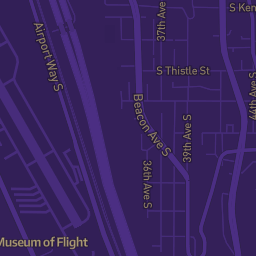 S Ken
37th Ave S
Airport Way S
S Thistle St
44th Ave S
Beacon Ave S
39th Ave S
36th Ave S
Museum of Flight